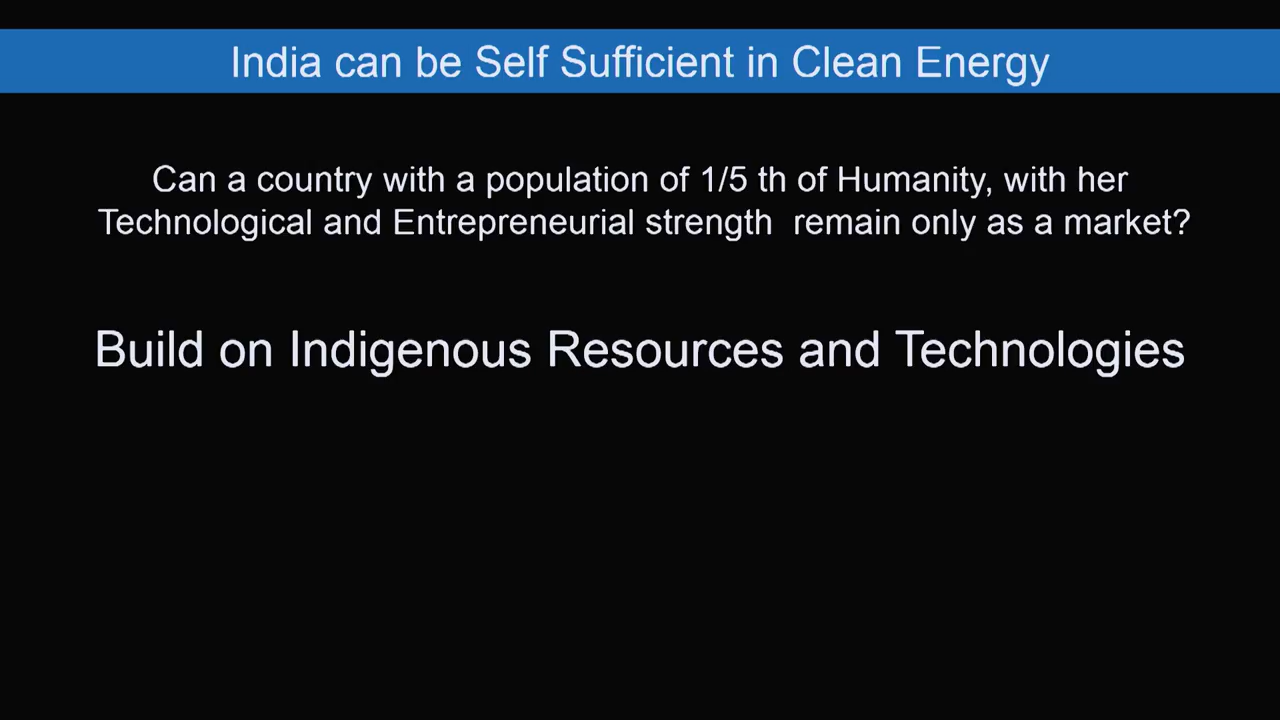 India can be Self Sufficient in Clean Energy
Can a country with a population of 1/5 th of Humanity, with her
Technological and Entrepreneurial strength  remain only as a market?
Build on Indigenous Resources and Technologies